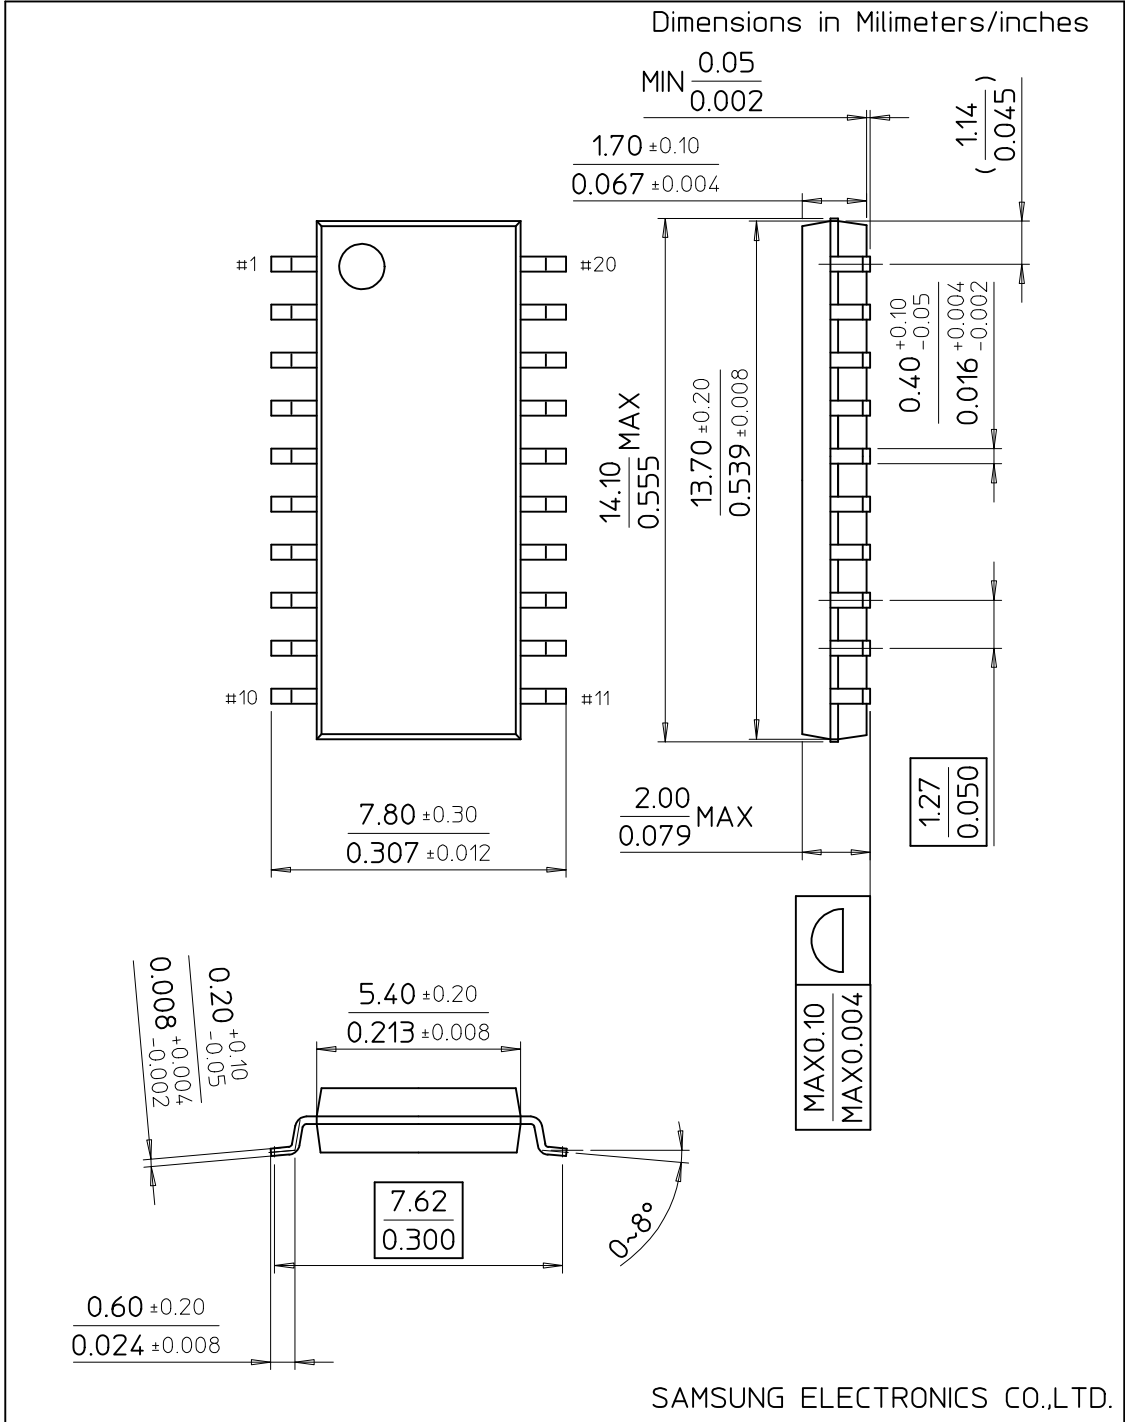 Dimensions in Milimeters/inches
MIN 0.05
0.002
1.14
( 0.045 )
1.70 ±0.10
0.067 ±0.004
#1
#20
0.40 +0.10 -0.05
0.016 +0.004 -0.002
14.10 MAX
0.555
13.70 ±0.20
0.539 ±0.008
#10
#11
1.27
0.050
2.00 MAX
0.079
7.80 ±0.30
0.307 ±0.012
0.20 +0.10 -0.05
0.008 +0.004 -0.002
5.40 ±0.20
0.213 ±0.008
MAX0.10
MAX0.004
7.62
0.300
0~8°
0.60 ±0.20
0.024 ±0.008
SAMSUNG ELECTRONICS CO.,LTD.